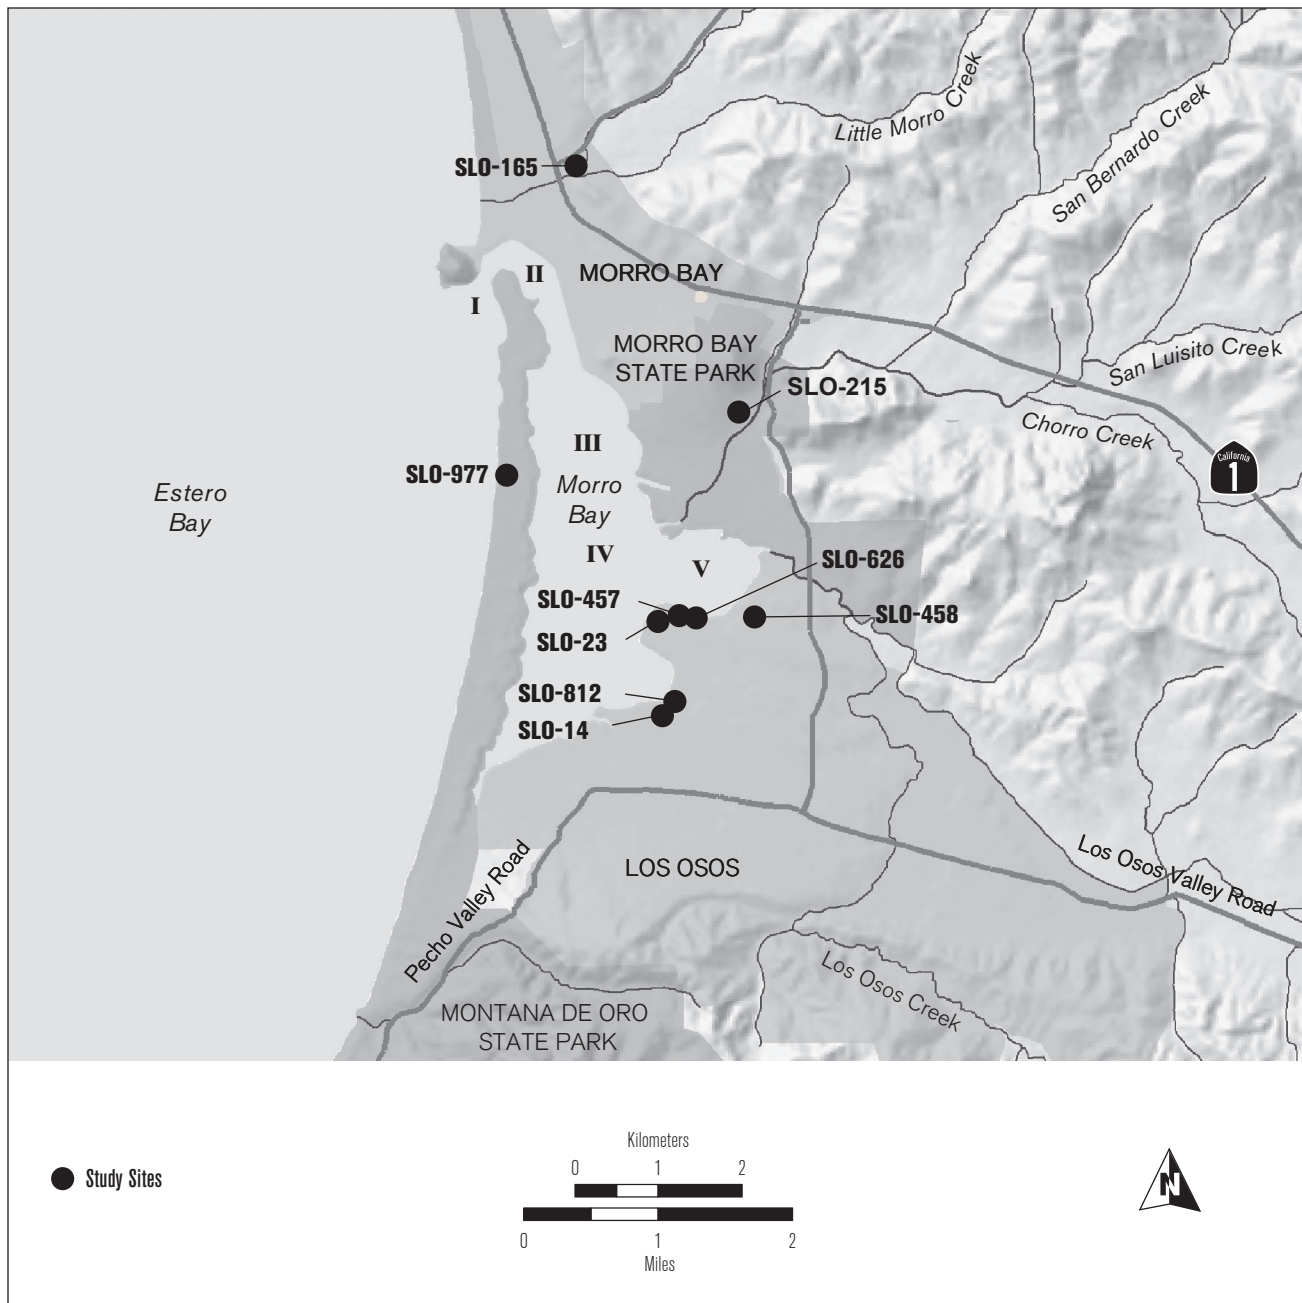 Little Morro Creek
San Bernardo Creek
SLO-165
II
MORRO BAY
I
MORRO BAY
STATE PARK
San Luisito Creek
SLO-215
Chorro Creek
III
California
1
SLO-977
Morro
Bay
Estero
Bay
IV
V
SLO-626
SLO-457
SLO-458
SLO-23
SLO-812
SLO-14
Los Osos Valley Road
LOS OSOS
Pecho Valley Road
Los Osos Creek
MONTANA DE ORO
STATE PARK
Kilometers
0 1 2
Study Sites
N
0 1 2
Miles